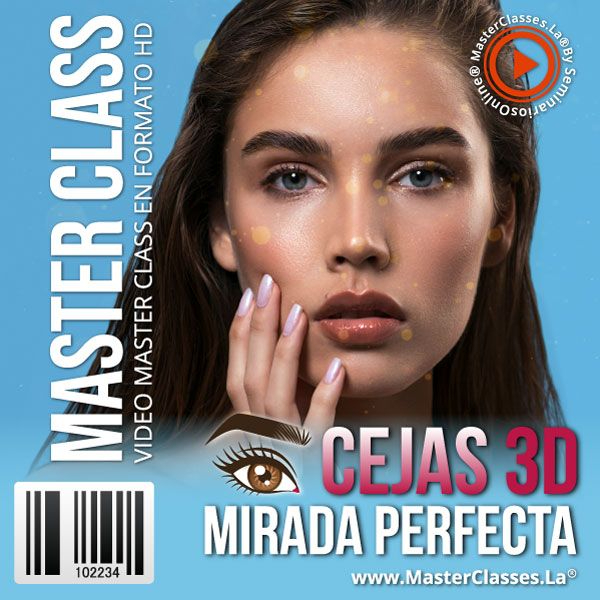 MASTER CLASS
VIDEO MASTER CLASS EN FORMATO HD
MasterClasses.La® By SeminariosOnline®
CEJAS 3D
MIRADA PERFECTA
102234
www.MasterClasses.La®